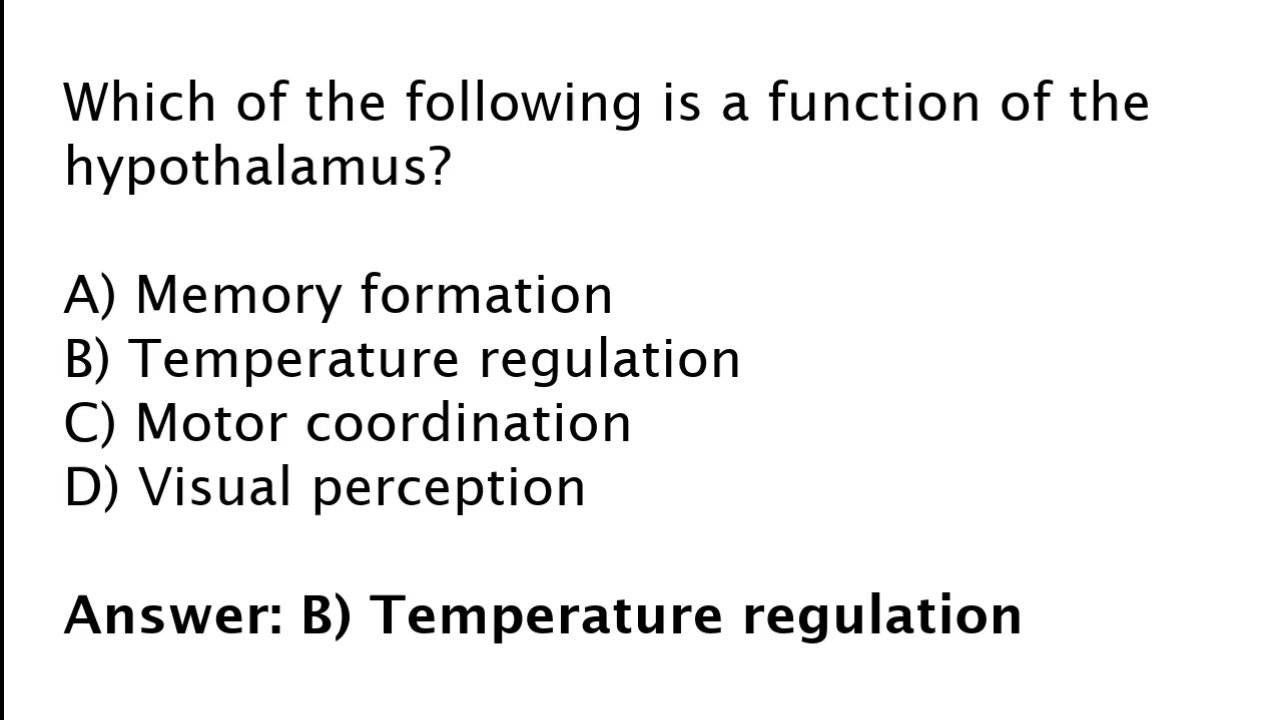 Which of the following is a function of the
hypothalamus?
A) Memory formation
B) Temperature regulation
C) Motor coordination
D) Visual perception
Answer: B) Temperature regulation